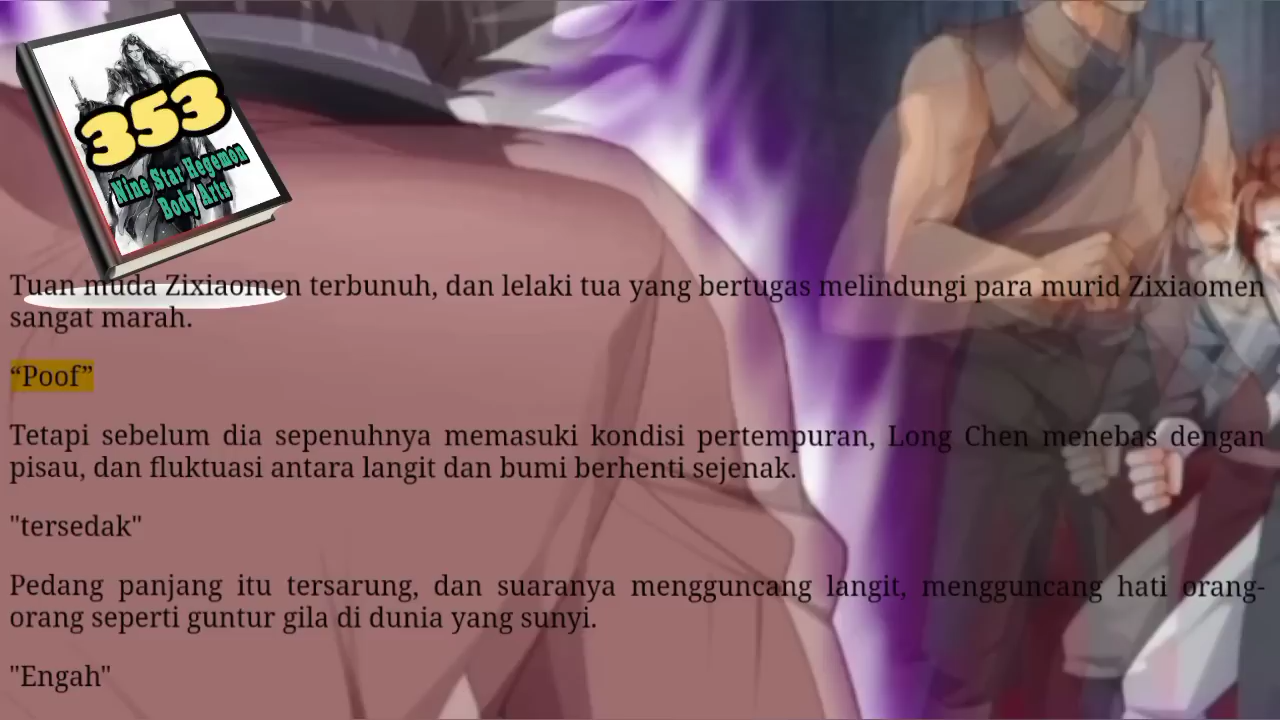 353
Nine Star Hegemon
Body Arts
Tuan muda Zixiaomen terbunuh, dan lelaki tua yang bertugas melindungi para murid Zixiaomen
sangat marah.
“Poof”
Tetapi sebelum dia sepenuhnya memasuki kondisi pertempuran, Long Chen menebas dengan
pisau, dan fluktuasi antara langit dan bumi berhenti sejenak.
"tersedak"
Pedang panjang itu tersarung, dan suaranya mengguncang langit, mengguncang hati orang-
orang seperti guntur gila di dunia yang sunyi.
"Engah"